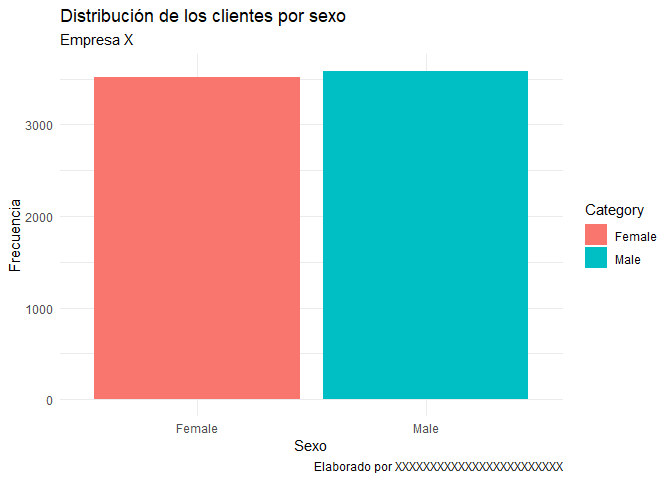 Distribución de los clientes por sexo
Empresa X
Frecuencia
3000
2000
1000
0
Female
Male
Sexo
Category
Female
Male
Elaborado por XXXXXXXXXXXXXXXXXXXXXXXX